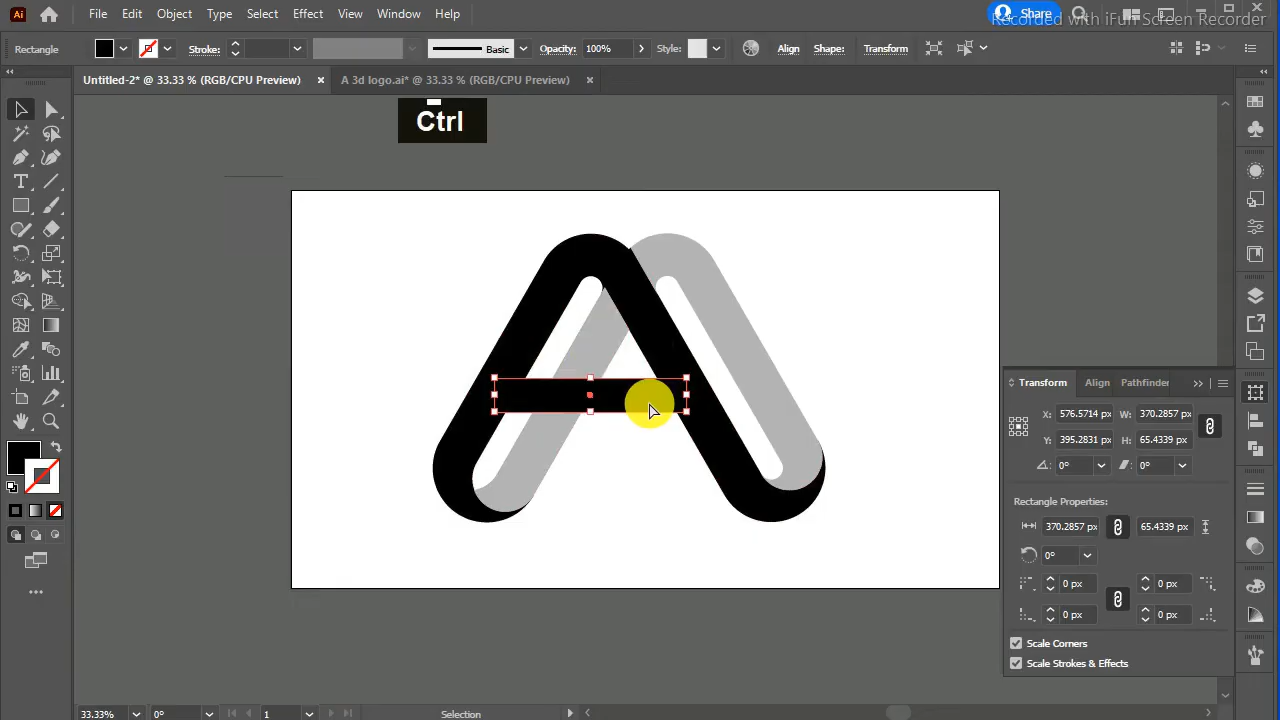 Ai File Edit Object Type Select Effect View Window Help Share
Recorded with iFun Screen Recorder
Rectangle Stroke: Basic Opacity: 100% Style: Align Shape: Transform
Untitled-2* @ 33.33 % (RGB/CPU Preview) × A 3d logo.ai* @ 33.33 % (RGB/CPU Preview) ×
Ctrl
Transform Align Pathfinder
X: 576.5714 px W: 370.2857 px
Y: 395.2831 px H: 65.4339 px
0° 0°
Rectangle Properties:
370.2857 px 65.4339 px
0°
0 px 0 px
0 px 0 px
Scale Corners
Scale Strokes & Effects
33.33% 0° 1 Selection